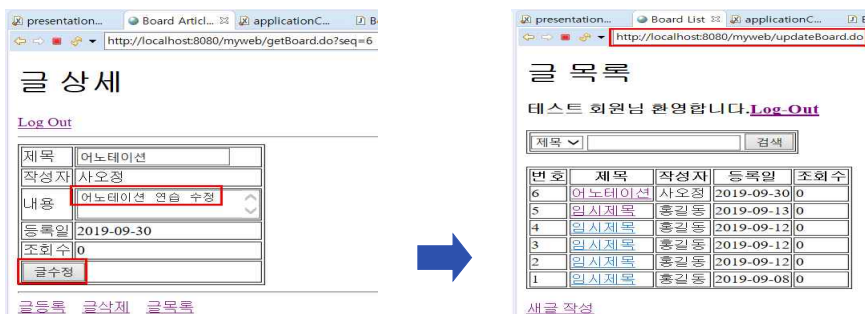 presentation...
Board Articl...
applicationC...
http://localhost:8080/myweb/getBoard.do?seq=6
글 상세
Log Out
제목 어노테이션
작성자 사오정
내용 어노테이션 연습 수정
등록일 2019-09-30
조회수 0
글수정
글등록 글삭제 글목록
presentation...
Board List
applicationC...
http://localhost:8080/myweb/updateBoard.do
글 목록
테스트 회원님 환영합니다.Log-Out
제목 검색
번호 제목 작성자 등록일 조회수
6 어노테이션 사오정 2019-09-30 0
5 임시제목 홍길동 2019-09-13 0
4 임시제목 홍길동 2019-09-12 0
3 임시제목 홍길동 2019-09-12 0
2 임시제목 홍길동 2019-09-12 0
1 임시제목 홍길동 2019-09-08 0
새글 작성